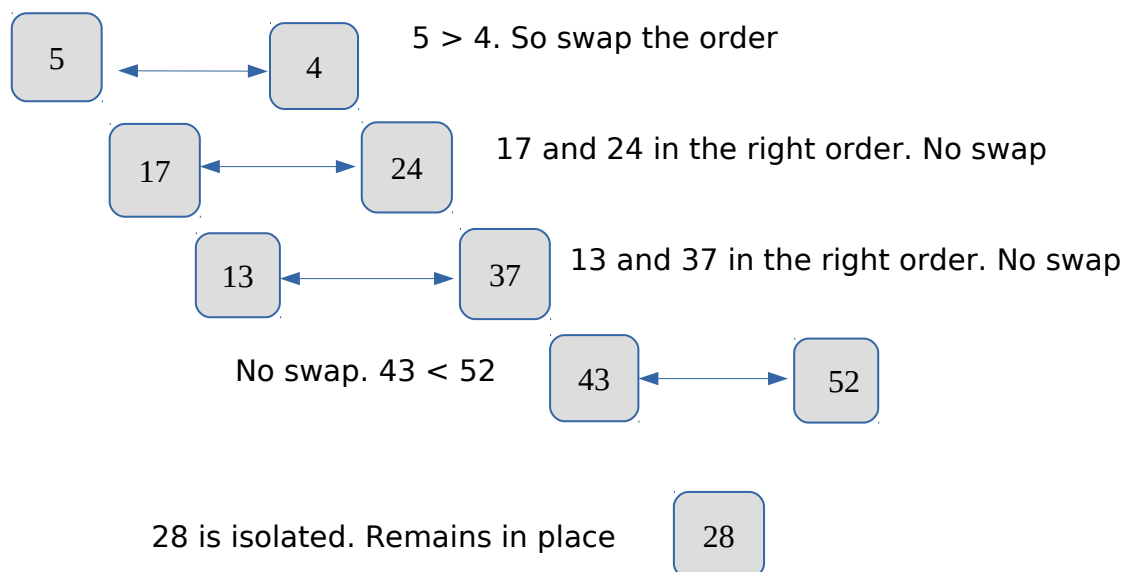 5 4 5 > 4. So swap the order
17 24 17 and 24 in the right order. No swap
13 37 13 and 37 in the right order. No swap
No swap. 43 < 52 43 52
28 is isolated. Remains in place 28